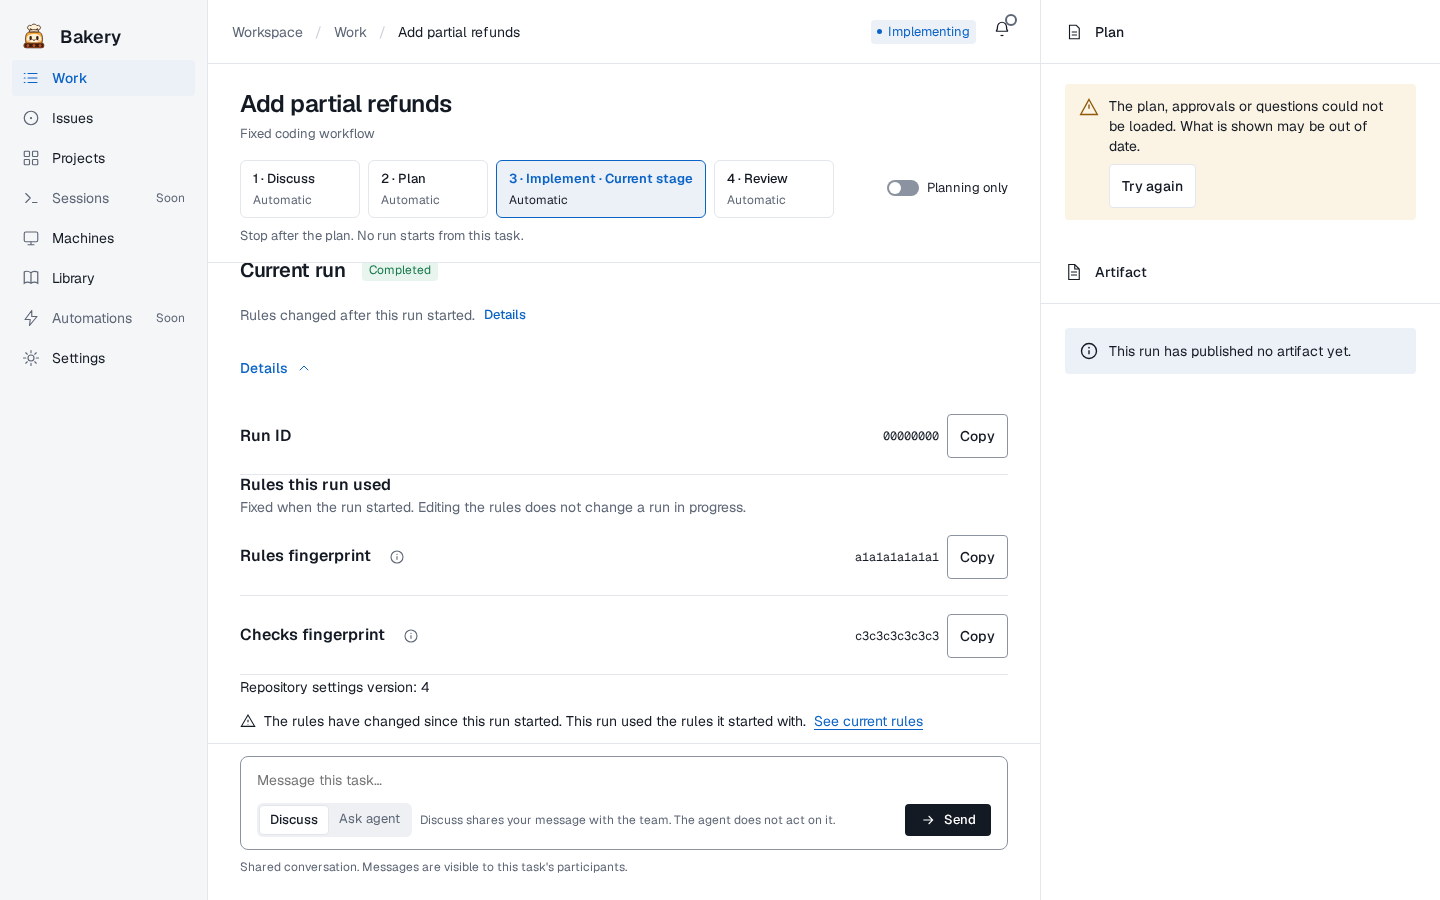 Bakery
Work
Issues
Projects
Sessions Soon
Machines
Library
Automations Soon
Settings
Workspace / Work / Add partial refunds
Implementing
Add partial refunds
Fixed coding workflow
1 · Discuss
Automatic
2 · Plan
Automatic
3 · Implement · Current stage
Automatic
4 · Review
Automatic
Planning only
Stop after the plan. No run starts from this task.
Current run Completed
Rules changed after this run started. Details
Details
Run ID 00000000 Copy
Rules this run used
Fixed when the run started. Editing the rules does not change a run in progress.
Rules fingerprint a1a1a1a1a1a1 Copy
Checks fingerprint c3c3c3c3c3c3 Copy
Repository settings version: 4
The rules have changed since this run started. This run used the rules it started with. See current rules
Message this task...
Discuss Ask agent Discuss shares your message with the team. The agent does not act on it. Send
Shared conversation. Messages are visible to this task's participants.
Plan
The plan, approvals or questions could not
be loaded. What is shown may be out of
date.
Try again
Artifact
This run has published no artifact yet.